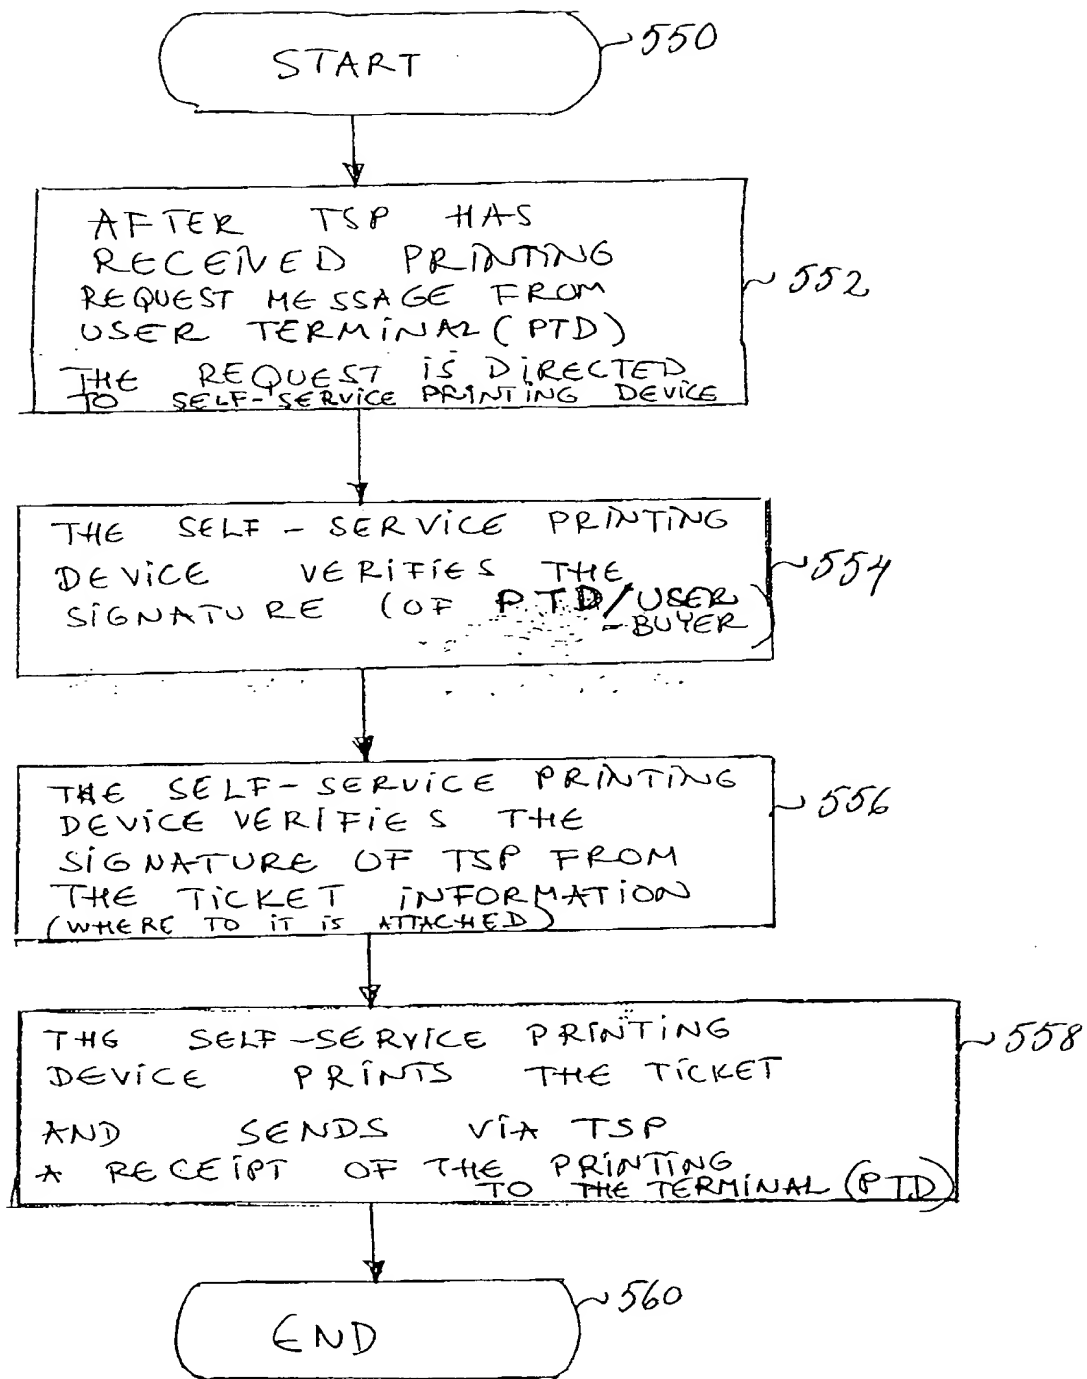 START
550
AFTER TSP HAS
RECEIVED PRINTING
REQUEST MESSAGE FROM
USER TERMINAL (PTD)
THE REQUEST IS DIRECTED
TO SELF-SERVICE PRINTING DEVICE
552
THE SELF-SERVICE PRINTING
DEVICE VERIFIES THE
SIGNATURE (OF PTD/USER
-BUYER)
554
THE SELF-SERVICE PRINTING
DEVICE VERIFIES THE
SIGNATURE OF TSP FROM
THE TICKET INFORMATION
(WHERE TO IT IS ATTACHED)
556
THE SELF-SERVICE PRINTING
DEVICE PRINTS THE TICKET
AND SENDS VIA TSP
A RECEIPT OF THE PRINTING
TO THE TERMINAL (PTD)
558
END
560